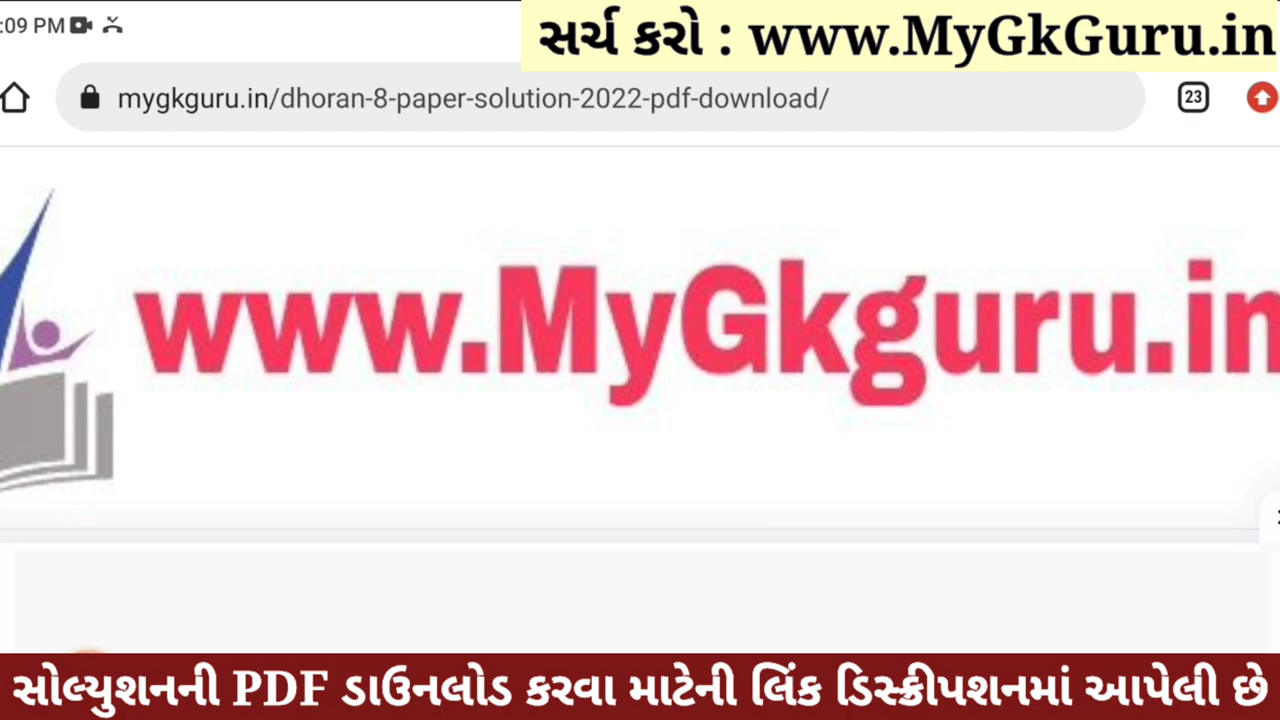 :09 PM
સર્ચ કરો : www.MyGkGuru.in
mygkguru.in/dhoran-8-paper-solution-2022-pdf-download/
23
www.MyGkguru.in
સોલ્યુશનની PDF ડાઉનલોડ કરવા માટેની લિંક ડિસ્ક્રીપશનમાં આપેલી છે